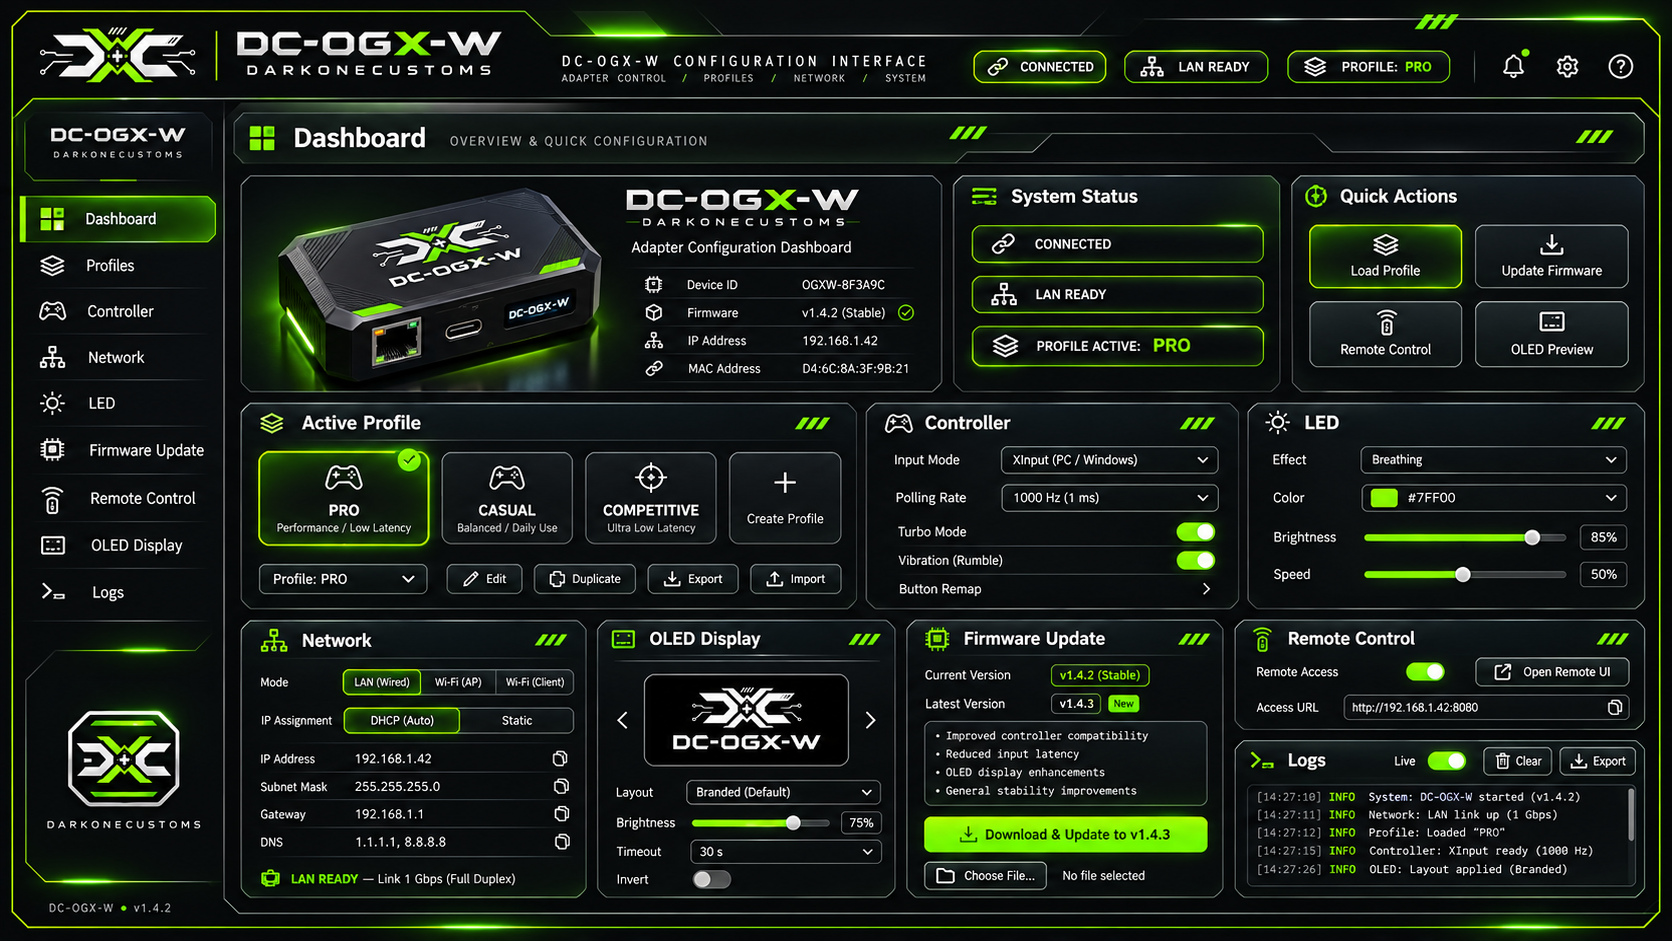 DC-OGX-W
DARKONECUSTOMS
DC-OGX-W CONFIGURATION INTERFACE
ADAPTER CONTROL / PROFILES / NETWORK / SYSTEM
CONNECTED
LAN READY
PROFILE: PRO
DC-OGX-W
DARKONECUSTOMS
Dashboard
Profiles
Controller
Network
LED
Firmware Update
Remote Control
OLED Display
Logs
DARKONECUSTOMS
DC-OGX-W • v1.4.2
Dashboard OVERVIEW & QUICK CONFIGURATION
DC-OGX-W
DC-OGX-W
DC-OGX-W
DARKONECUSTOMS
Adapter Configuration Dashboard
Device ID OGXW-8F3A9C
Firmware v1.4.2 (Stable)
IP Address 192.168.1.42
MAC Address D4:6C:8A:3F:9B:21
System Status
CONNECTED
LAN READY
PROFILE ACTIVE: PRO
Quick Actions
Load Profile
Update Firmware
Remote Control
OLED Preview
Active Profile
PRO
Performance / Low Latency
CASUAL
Balanced / Daily Use
COMPETITIVE
Ultra Low Latency
Create Profile
Profile: PRO
Edit
Duplicate
Export
Import
Controller
Input Mode XInput (PC / Windows)
Polling Rate 1000 Hz (1 ms)
Turbo Mode
Vibration (Rumble)
Button Remap
LED
Effect Breathing
Color #7FF00
Brightness 85%
Speed 50%
Network
Mode LAN (Wired) Wi-Fi (AP) Wi-Fi (Client)
IP Assignment DHCP (Auto) Static
IP Address 192.168.1.42
Subnet Mask 255.255.255.0
Gateway 192.168.1.1
DNS 1.1.1.1, 8.8.8.8
LAN READY — Link 1 Gbps (Full Duplex)
OLED Display
DC-OGX-W
Layout Branded (Default)
Brightness 75%
Timeout 30 s
Invert
Firmware Update
Current Version v1.4.2 (Stable)
Latest Version v1.4.3 New
• Improved controller compatibility
• Reduced input latency
• OLED display enhancements
• General stability improvements
Download & Update to v1.4.3
Choose File... No file selected
Remote Control
Remote Access Open Remote UI
Access URL http://192.168.1.42:8080
Logs Live Clear Export
[14:27:10] INFO System: DC-OGX-W started (v1.4.2)
[14:27:11] INFO Network: LAN link up (1 Gbps)
[14:27:12] INFO Profile: Loaded “PRO”
[14:27:15] INFO Controller: XInput ready (1000 Hz)
[14:27:26] INFO OLED: Layout applied (Branded)